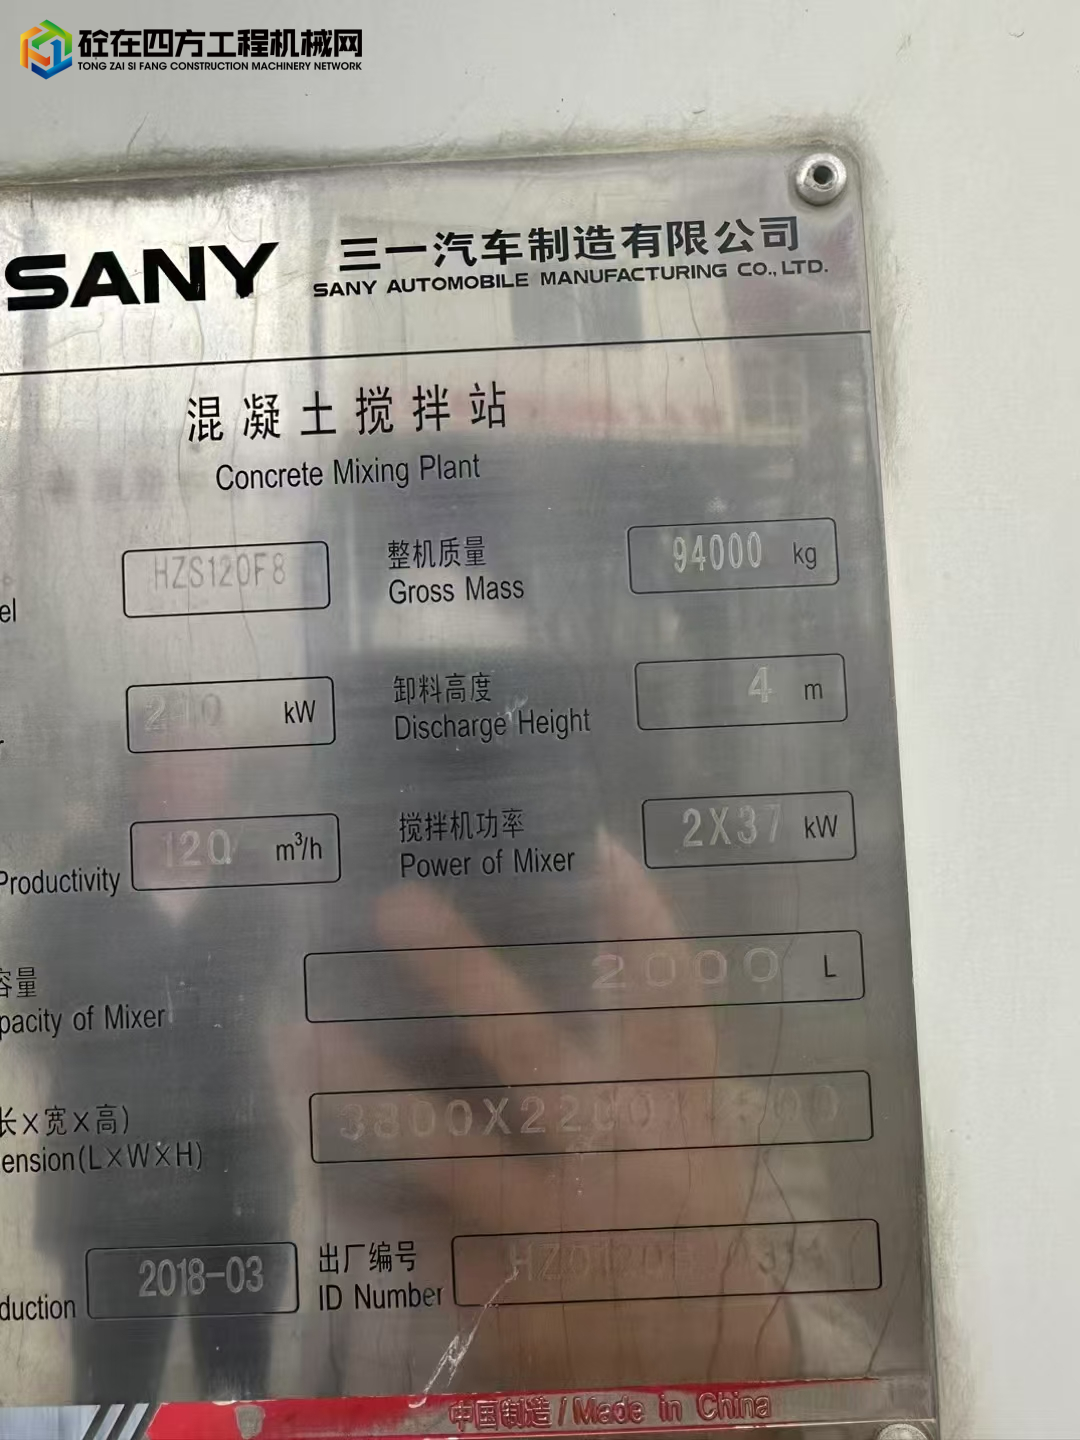 砼在四方工程机械网
TONG ZAI SI FANG CONSTRUCTION MACHINERY NETWORK
SANY 三一汽车制造有限公司
SANY AUTOMOBILE MANUFACTURING CO., LTD.
混凝土搅拌站
Concrete Mixing Plant
HZS120F8 整机质量 94000 kg
el Gross Mass
210 kW 卸料高度 4 m
Discharge Height
120 m³/h 搅拌机功率 2X37 kW
Productivity Power of Mixer
容量 2000 L
pacity of Mixer
长×宽×高)
ension(L×W×H)
2018-03 出厂编号
duction ID Number
中国制造/Made in China